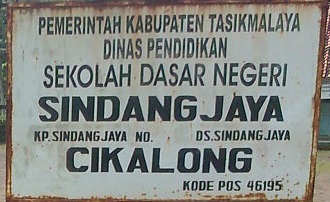 PEMERINTAH KABUPATEN TASIKMALAYA
DINAS PENDIDIKAN
SEKOLAH DASAR NEGERI
SINDANGJAYA
KP.SINDANGJAYA NO. DS.SINDANGJAYA
CIKALONG
KODE POS 46195